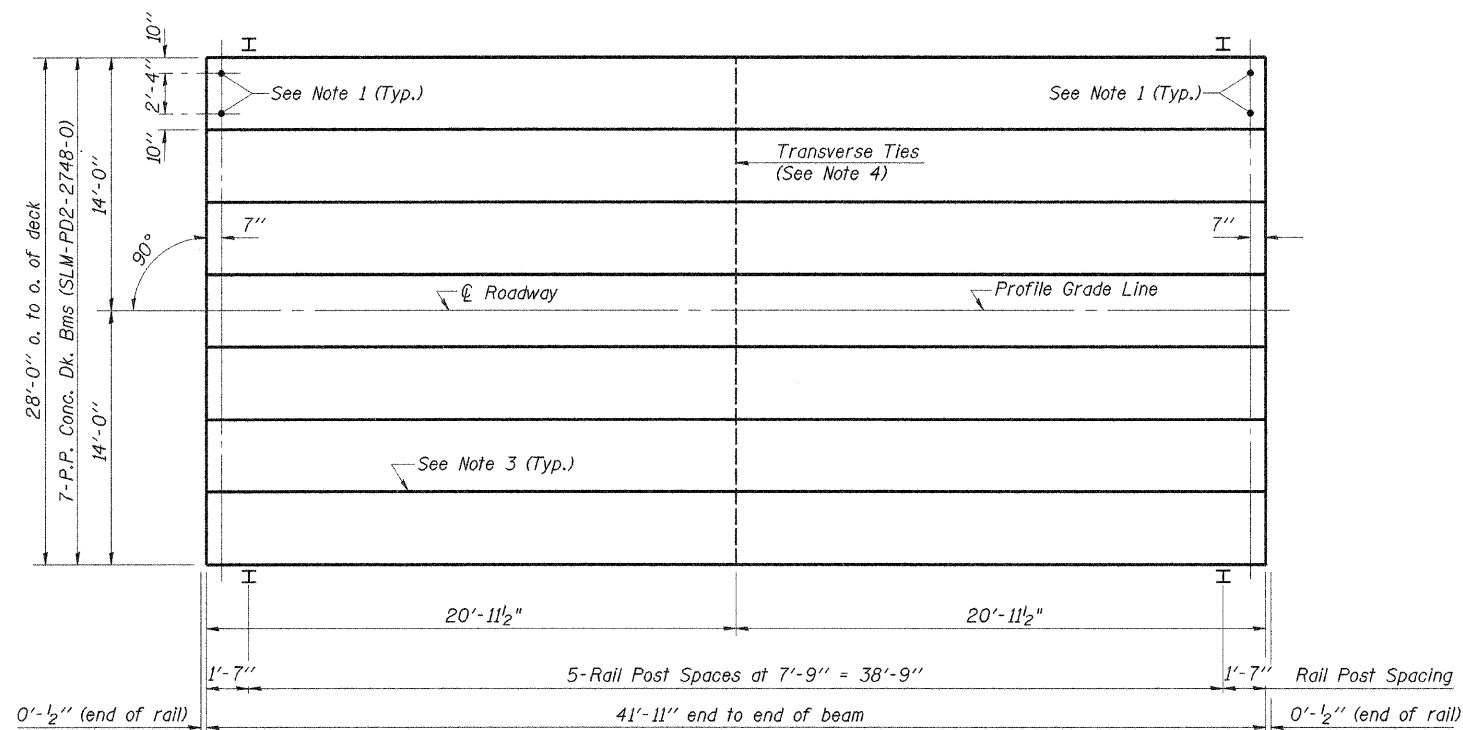 10"
2'-4"
10"
See Note 1 (Typ.)
See Note 1 (Typ.)
Transverse Ties
(See Note 4)
28'-0" o. to o. of deck
7-P.P. Conc. Dk. Bms (SLM-PD2-2748-0)
14'-0"
14'-0"
90°
7"
7"
℄ Roadway
Profile Grade Line
See Note 3 (Typ.)
20'-11½"
20'-11½"
1'-7"
5-Rail Post Spaces at 7'-9" = 38'-9"
1'-7"
Rail Post Spacing
0'-½" (end of rail)
41'-11" end to end of beam
0'-½" (end of rail)